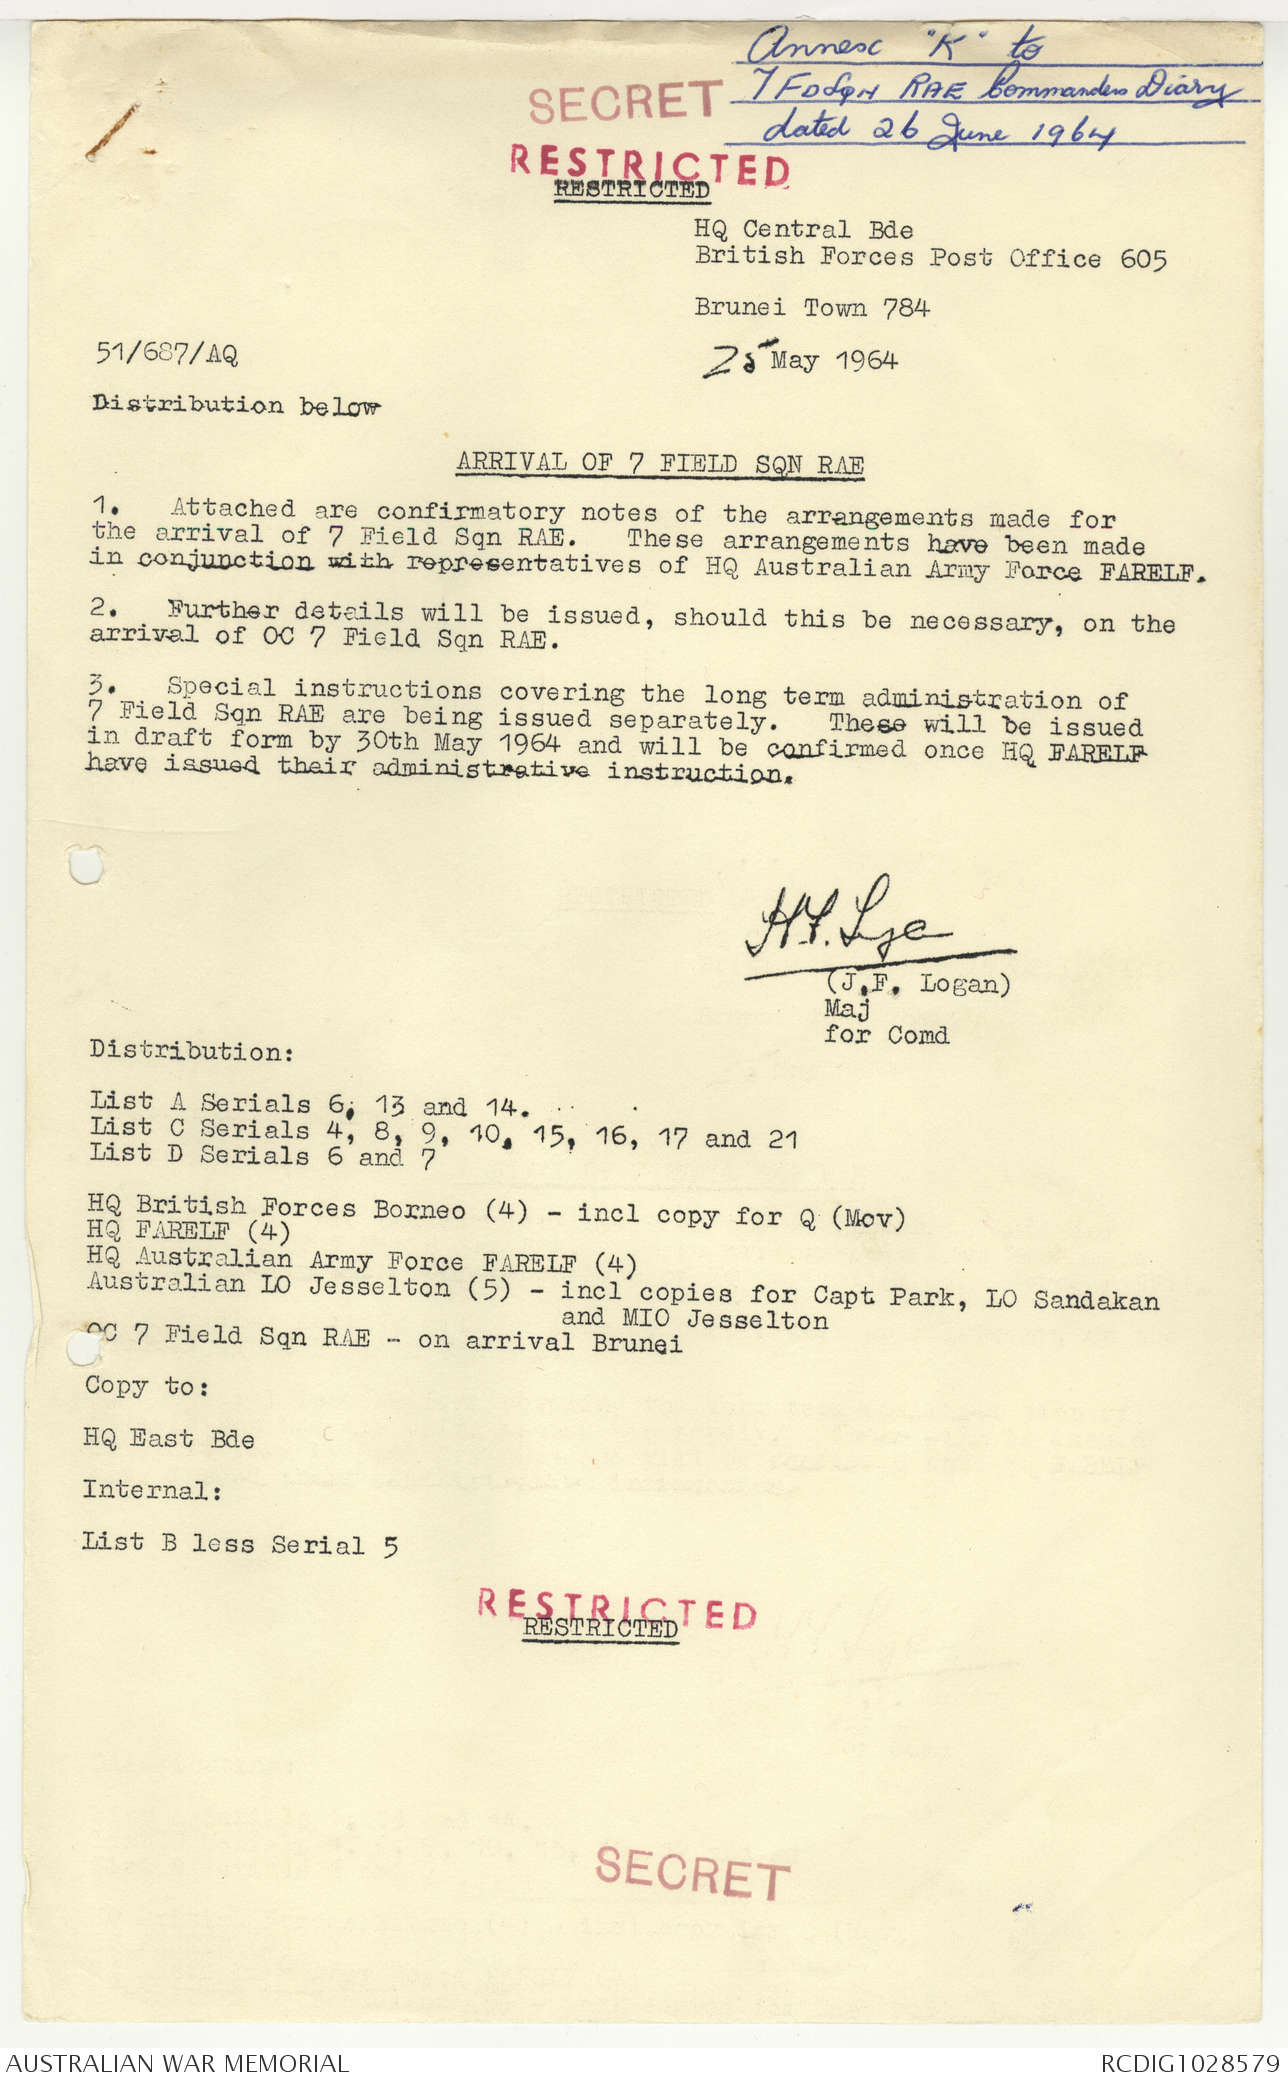 Annex "K" to
7 FD SQN RAE Commanders Diary
dated 26 June 1964
SECRET
RESTRICTED
RESTRICTED
HQ Central Bde
British Forces Post Office 605
Brunei Town 784
51/687/AQ
25 May 1964
Distribution below
ARRIVAL OF 7 FIELD SQN RAE
1. Attached are confirmatory notes of the arrangements made for
the arrival of 7 Field Sqn RAE. These arrangements have been made
in conjunction with representatives of HQ Australian Army Force FARELF.
2. Further details will be issued, should this be necessary, on the
arrival of OC 7 Field Sqn RAE.
3. Special instructions covering the long term administration of
7 Field Sqn RAE are being issued separately. These will be issued
in draft form by 30th May 1964 and will be confirmed once HQ FARELF
have issued their administrative instruction.
(J.F. Logan)
Maj
for Comd
Distribution:
List A Serials 6, 13 and 14.
List C Serials 4, 8, 9, 10, 15, 16, 17 and 21
List D Serials 6 and 7
HQ British Forces Borneo (4) - incl copy for Q (Mov)
HQ FARELF (4)
HQ Australian Army Force FARELF (4)
Australian LO Jesselton (5) - incl copies for Capt Park, LO Sandakan
and MIO Jesselton
OC 7 Field Sqn RAE - on arrival Brunei
Copy to:
HQ East Bde
Internal:
List B less Serial 5
RESTRICTED
RESTRICTED
SECRET
AUSTRALIAN WAR MEMORIAL
RCDIG1028579